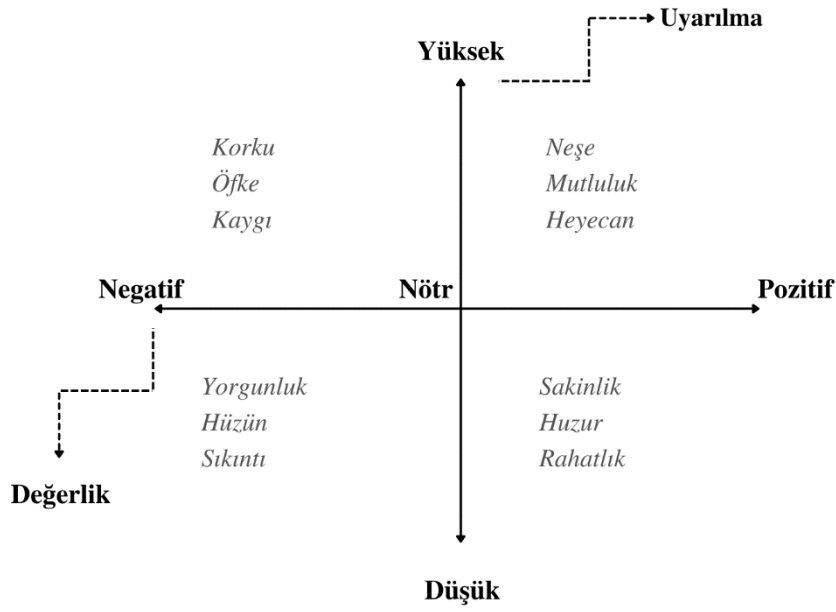 Uyarılma
Yüksek
Korku
Öfke
Kaygı
Neşe
Mutluluk
Heyecan
Negatif
Nötr
Pozitif
Yorgunluk
Hüzün
Sıkıntı
Sakinlik
Huzur
Rahatlık
Değerlik
Düşük